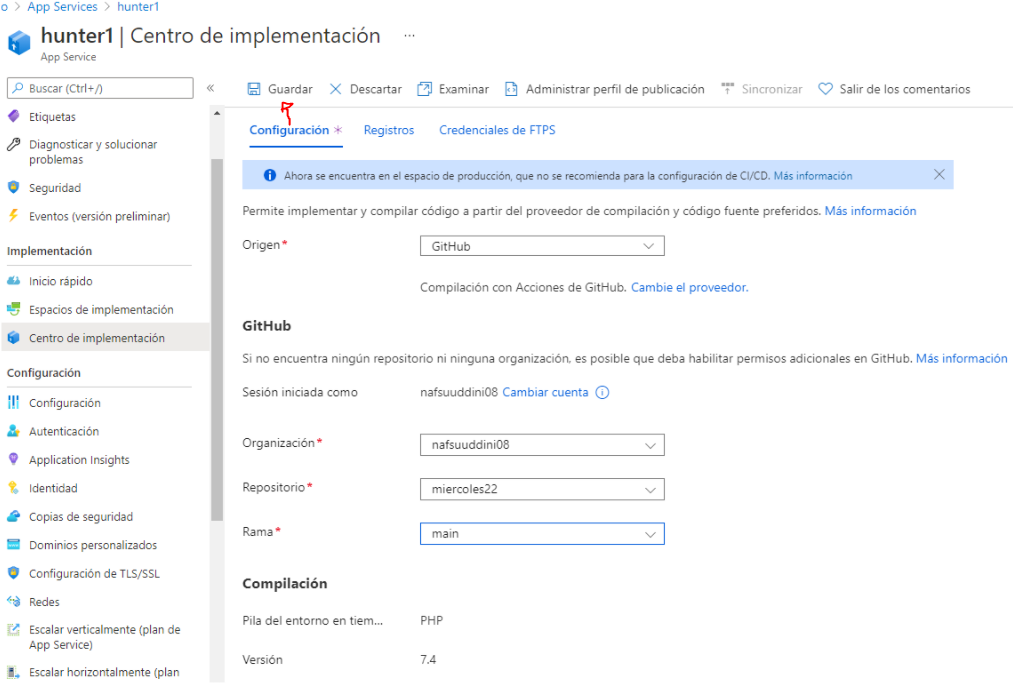 o > App Services > hunter1
hunter1 | Centro de implementación ...
App Service
Buscar (Ctrl+/)
«
Guardar
Descartar
Examinar
Administrar perfil de publicación
Sincronizar
Salir de los comentarios
Etiquetas
Diagnosticar y solucionar
problemas
Seguridad
Eventos (versión preliminar)
Implementación
Inicio rápido
Espacios de implementación
Centro de implementación
Configuración
Configuración
Autenticación
Application Insights
Identidad
Copias de seguridad
Dominios personalizados
Configuración de TLS/SSL
Redes
Escalar verticalmente (plan de
App Service)
Escalar horizontalmente (plan
Configuración *
Registros
Credenciales de FTPS
Ahora se encuentra en el espacio de producción, que no se recomienda para la configuración de CI/CD. Más información
Permite implementar y compilar código a partir del proveedor de compilación y código fuente preferidos. Más información
Origen*
GitHub
Compilación con Acciones de GitHub. Cambie el proveedor.
GitHub
Si no encuentra ningún repositorio ni ninguna organización, es posible que deba habilitar permisos adicionales en GitHub. Más información
Sesión iniciada como
nafsuuddini08 Cambiar cuenta
Organización*
nafsuuddini08
Repositorio*
miercoles22
Rama*
main
Compilación
Pila del entorno en tiem...
PHP
Versión
7.4